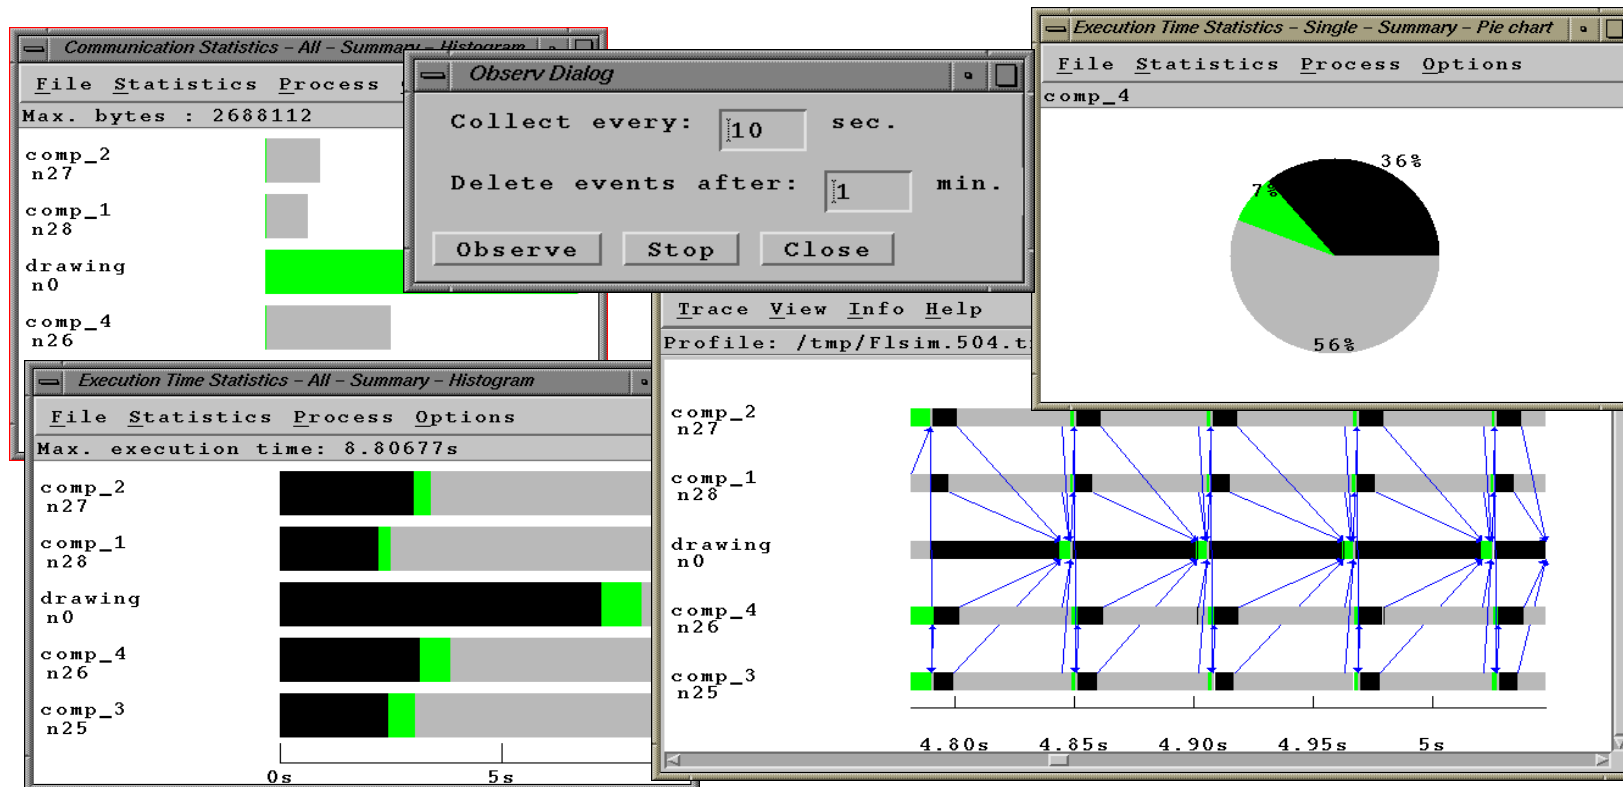 Communication Statistics – All – Summary – Histogram
File Statistics Process
Max. bytes : 2688112
comp_2
n27
comp_1
n28
drawing
n0
comp_4
n26
Observ Dialog
Collect every: 10 sec.
Delete events after: 1 min.
Observe Stop Close
Execution Time Statistics – Single – Summary – Pie chart
File Statistics Process Options
comp_4
36%
7%
56%
Execution Time Statistics – All – Summary – Histogram
File Statistics Process Options
Max. execution time: 8.80677s
comp_2
n27
comp_1
n28
drawing
n0
comp_4
n26
comp_3
n25
0s 5s
Trace View Info Help
Profile: /tmp/Flsim.504.t
comp_2
n27
comp_1
n28
drawing
n0
comp_4
n26
comp_3
n25
4.80s 4.85s 4.90s 4.95s 5s